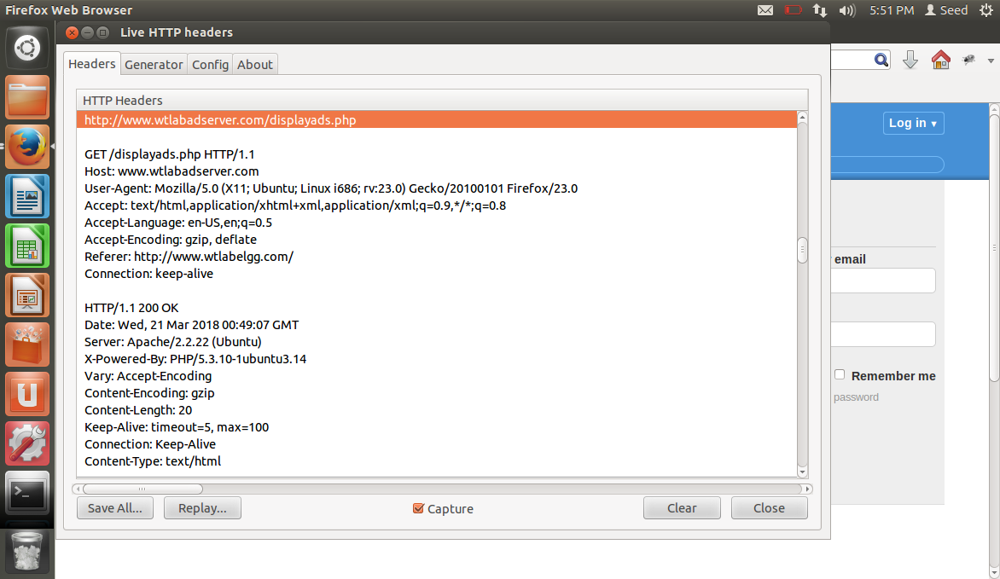 Firefox Web Browser
5:51 PM
Seed
Live HTTP headers
Headers
Generator
Config
About
HTTP Headers
http://www.wtlabadserver.com/displayads.php
GET /displayads.php HTTP/1.1
Host: www.wtlabadserver.com
User-Agent: Mozilla/5.0 (X11; Ubuntu; Linux i686; rv:23.0) Gecko/20100101 Firefox/23.0
Accept: text/html,application/xhtml+xml,application/xml;q=0.9,*/*;q=0.8
Accept-Language: en-US,en;q=0.5
Accept-Encoding: gzip, deflate
Referer: http://www.wtlabelgg.com/
Connection: keep-alive
HTTP/1.1 200 OK
Date: Wed, 21 Mar 2018 00:49:07 GMT
Server: Apache/2.2.22 (Ubuntu)
X-Powered-By: PHP/5.3.10-1ubuntu3.14
Vary: Accept-Encoding
Content-Encoding: gzip
Content-Length: 20
Keep-Alive: timeout=5, max=100
Connection: Keep-Alive
Content-Type: text/html
Save All...
Replay...
Capture
Clear
Close
Log in ▾
email
Remember me
password